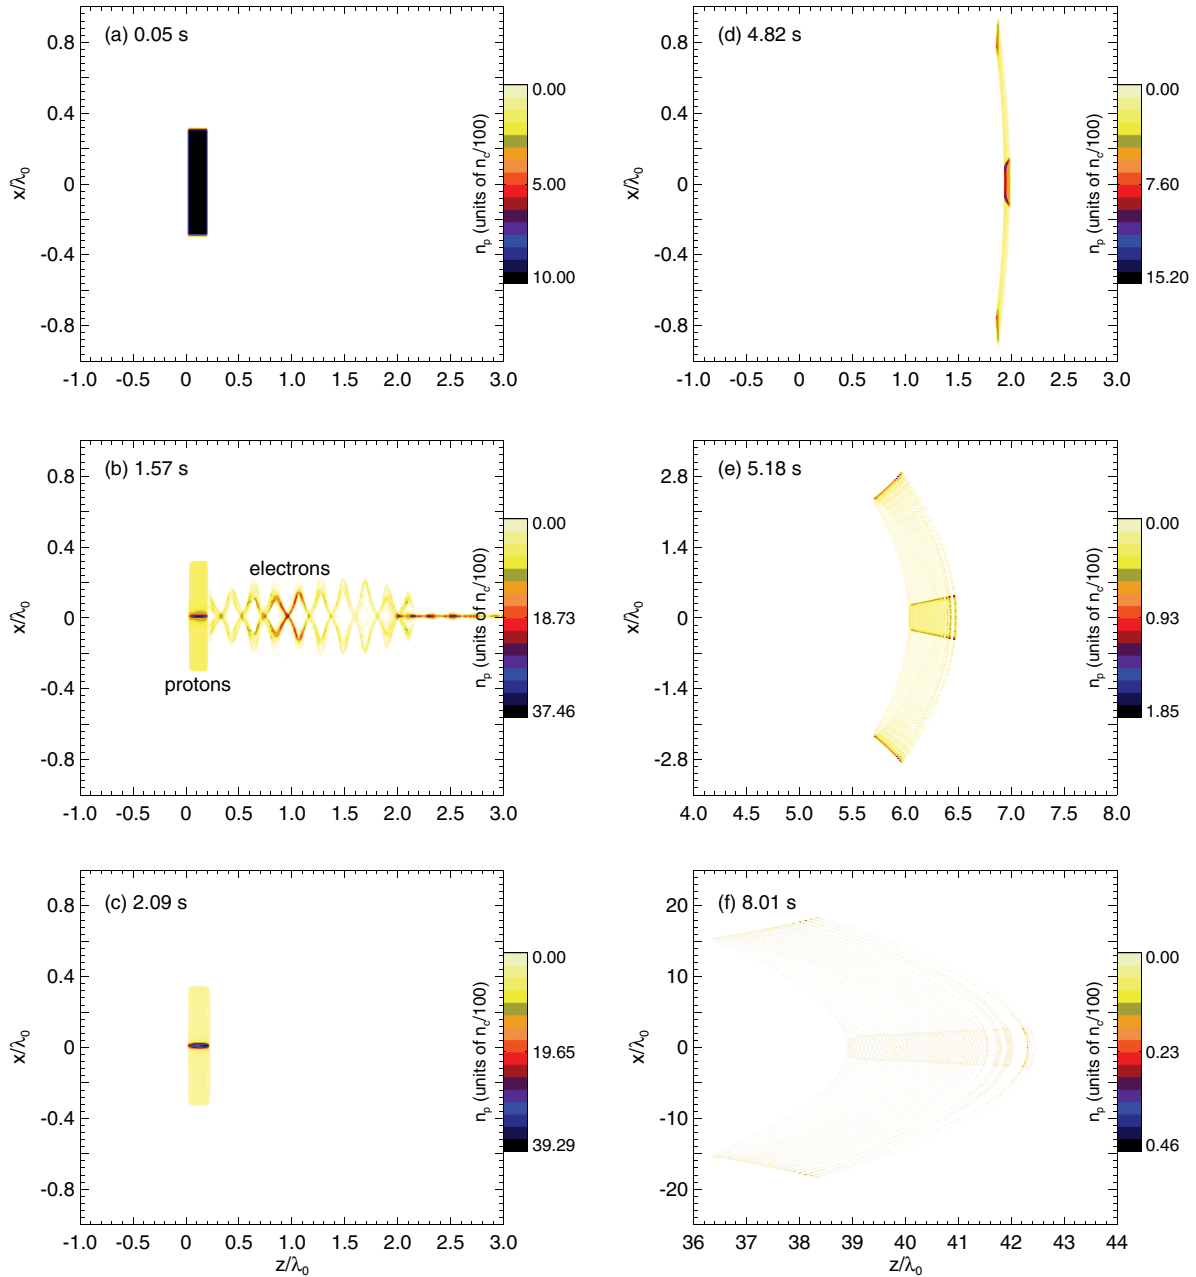 (a) 0.05 s
x/λ0
0.8
0.4
0
-0.4
-0.8
-1.0 -0.5 0 0.5 1.0 1.5 2.0 2.5 3.0
np (units of nc/100)
0.00
5.00
10.00
(d) 4.82 s
x/λ0
0.8
0.4
0
-0.4
-0.8
-1.0 -0.5 0 0.5 1.0 1.5 2.0 2.5 3.0
np (units of nc/100)
0.00
7.60
15.20
(b) 1.57 s
electrons
protons
x/λ0
0.8
0.4
0
-0.4
-0.8
-1.0 -0.5 0 0.5 1.0 1.5 2.0 2.5 3.0
np (units of nc/100)
0.00
18.73
37.46
(e) 5.18 s
x/λ0
2.8
1.4
0
-1.4
-2.8
4.0 4.5 5.0 5.5 6.0 6.5 7.0 7.5 8.0
np (units of nc/100)
0.00
0.93
1.85
(c) 2.09 s
x/λ0
0.8
0.4
0
-0.4
-0.8
-1.0 -0.5 0 0.5 1.0 1.5 2.0 2.5 3.0
z/λ0
np (units of nc/100)
0.00
19.65
39.29
(f) 8.01 s
x/λ0
20
10
0
-10
-20
36 37 38 39 40 41 42 43 44
z/λ0
np (units of nc/100)
0.00
0.23
0.46